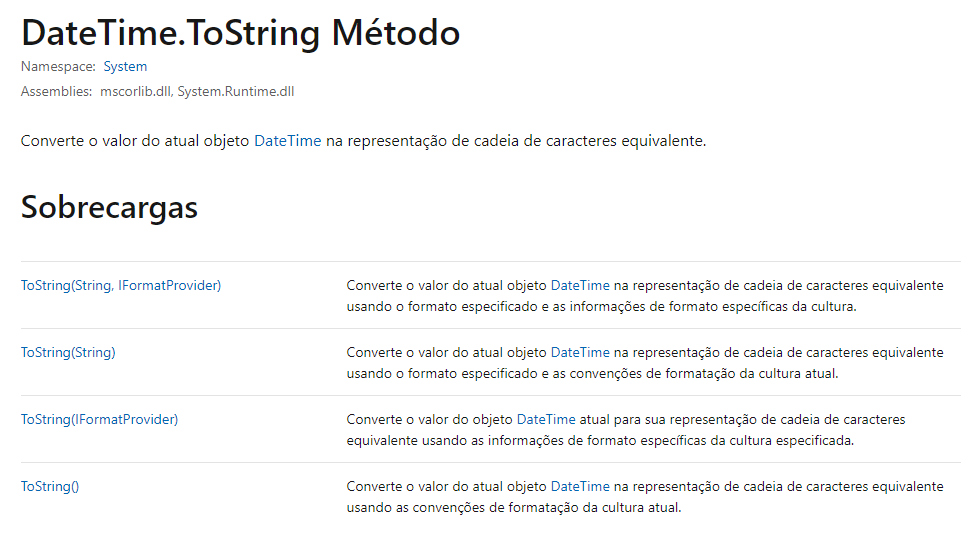 DateTime.ToString Método
Namespace: System
Assemblies: mscorlib.dll, System.Runtime.dll
Converte o valor do atual objeto DateTime na representação de cadeia de caracteres equivalente.
Sobrecargas
ToString(String, IFormatProvider)
Converte o valor do atual objeto DateTime na representação de cadeia de caracteres equivalente
usando o formato especificado e as informações de formato específicas da cultura.
ToString(String)
Converte o valor do atual objeto DateTime na representação de cadeia de caracteres equivalente
usando o formato especificado e as convenções de formatação da cultura atual.
ToString(IFormatProvider)
Converte o valor do objeto DateTime atual para sua representação de cadeia de caracteres
equivalente usando as informações de formato específicas da cultura especificada.
ToString()
Converte o valor do atual objeto DateTime na representação de cadeia de caracteres equivalente
usando as convenções de formatação da cultura atual.